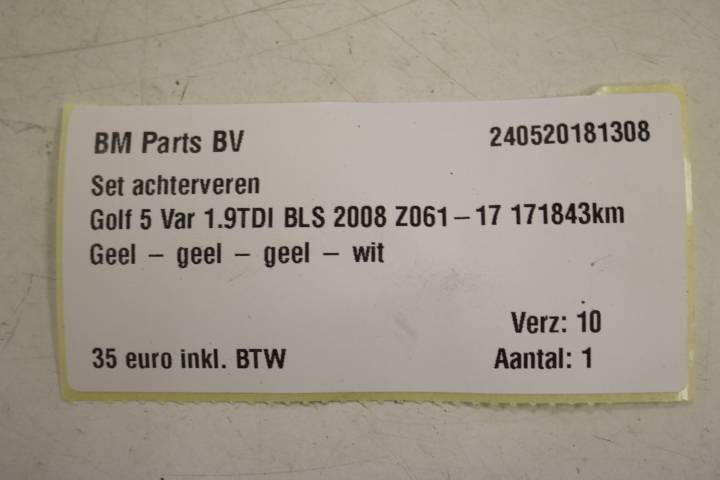 BM Parts BV 240520181308
Set achterveren
Golf 5 Var 1.9TDI BLS 2008 Z061-17 171843km
Geel - geel - geel - wit
Verz: 10
35 euro inkl. BTW Aantal: 1